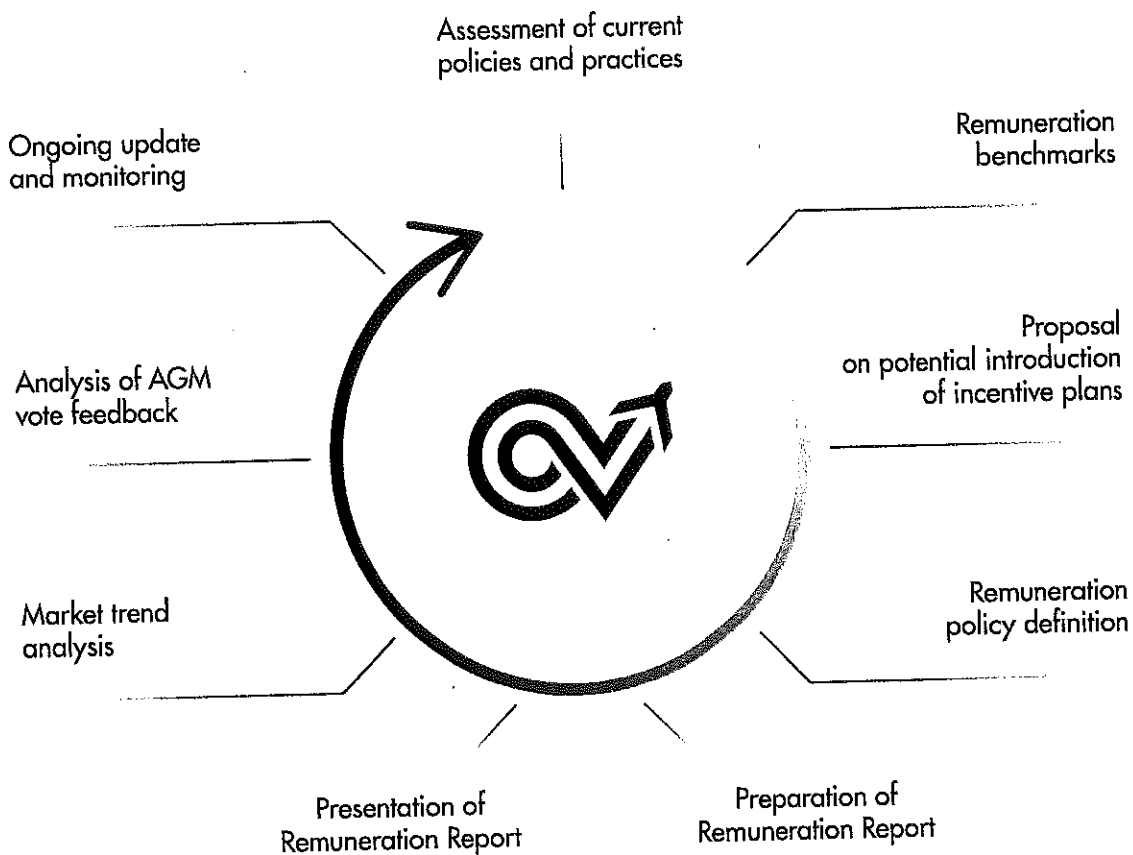 Assessment of current
policies and practices
Remuneration
benchmarks
Proposal
on potential introduction
of incentive plans
Remuneration
policy definition
Preparation of
Remuneration Report
Presentation of
Remuneration Report
Market trend
analysis
Analysis of AGM
vote feedback
Ongoing update
and monitoring